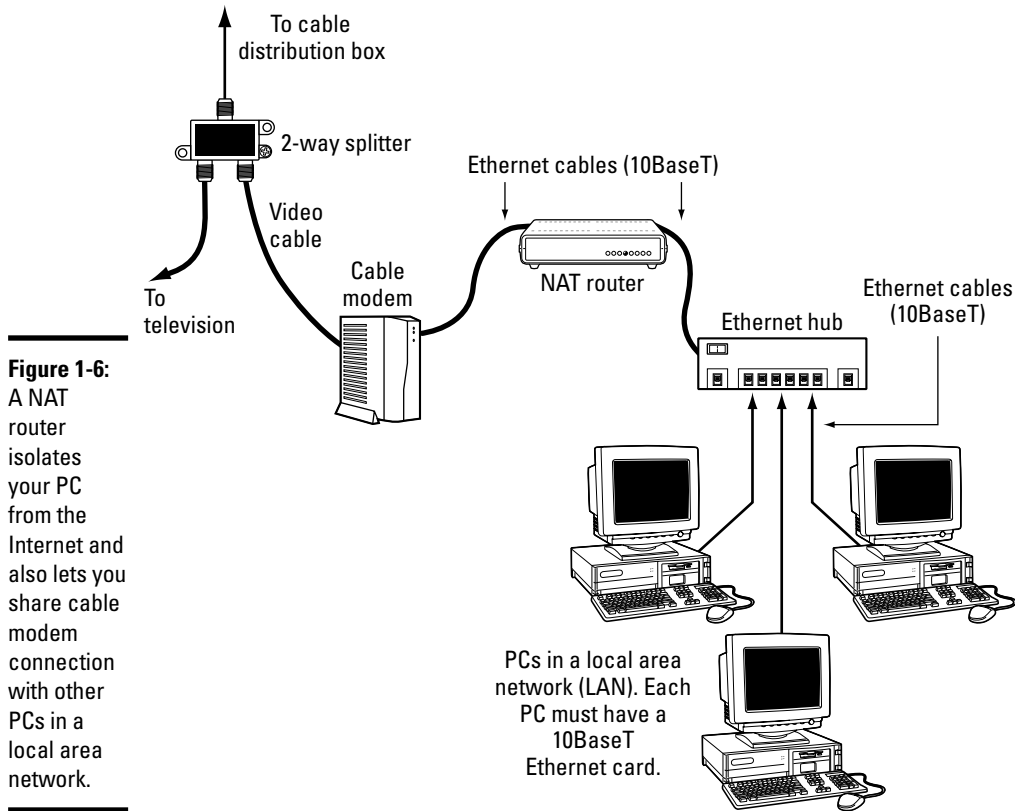 To cable
distribution box
2-way splitter
Ethernet cables (10BaseT)
Video
cable
Cable
modem
NAT router
To
television
Ethernet cables
(10BaseT)
Ethernet hub
Figure 1-6:
A NAT
router
isolates
your PC
from the
Internet and
also lets you
share cable
modem
connection
with other
PCs in a
local area
network.
PCs in a local area
network (LAN). Each
PC must have a
10BaseT
Ethernet card.